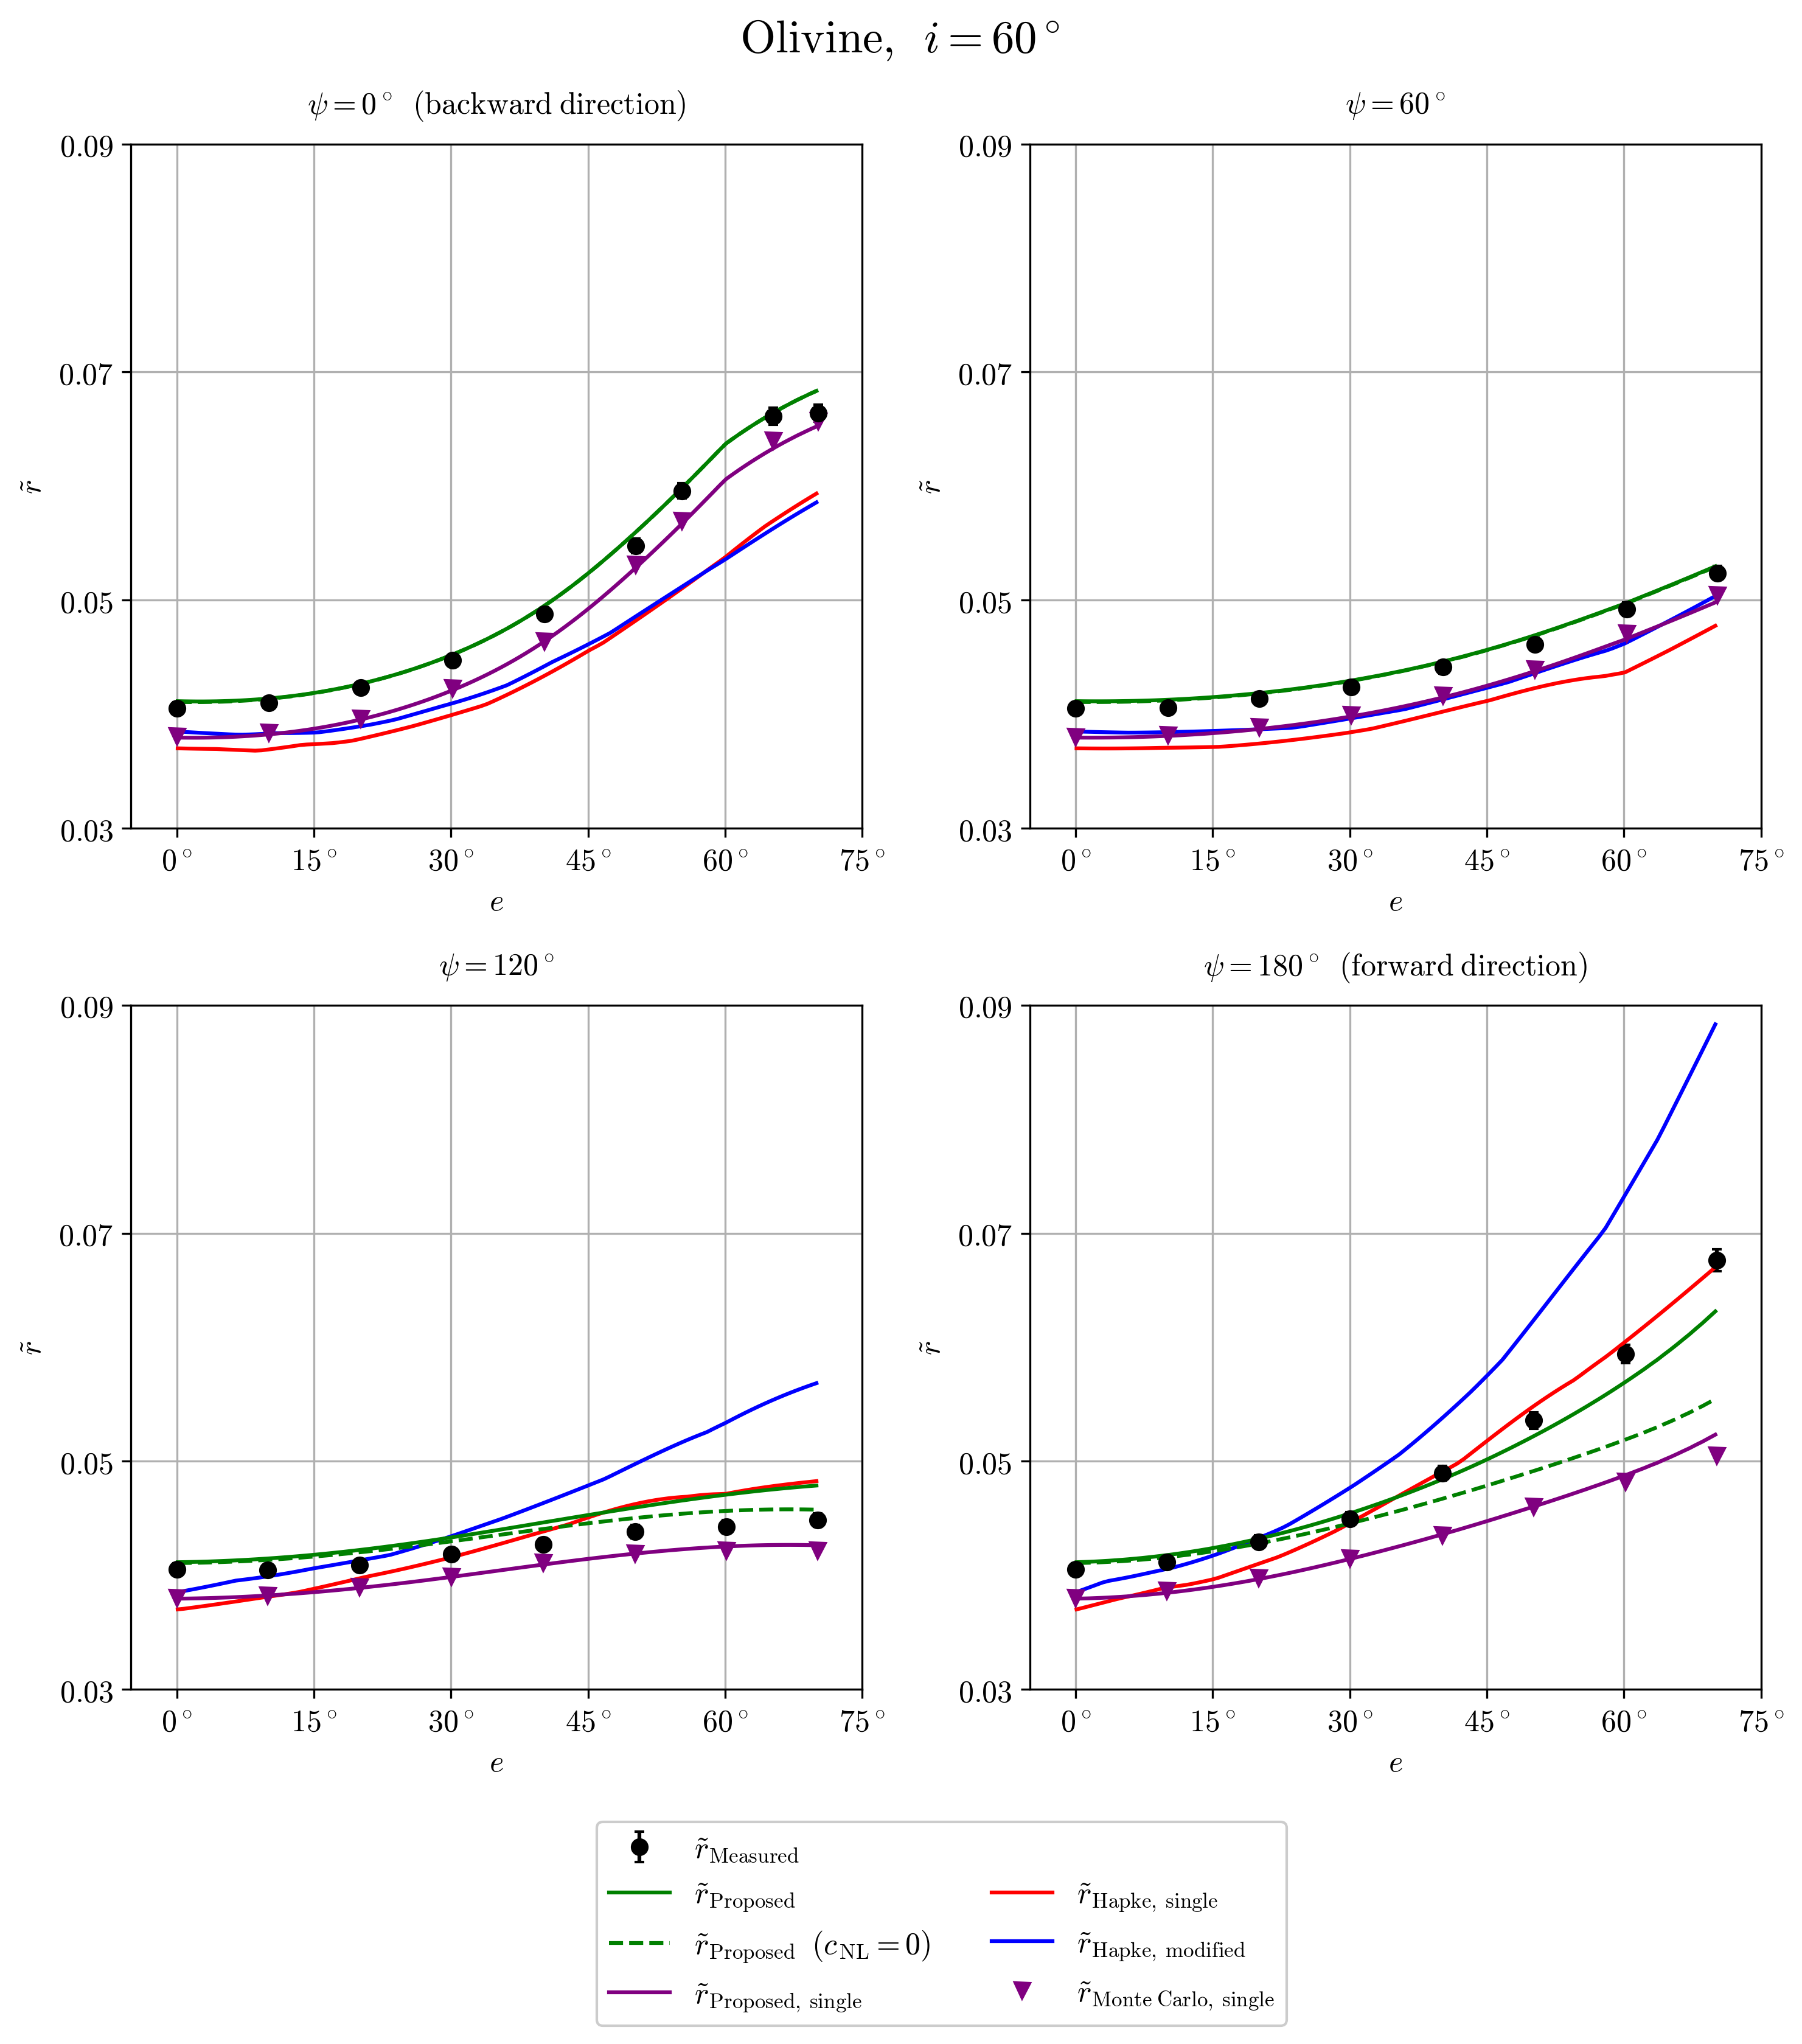 Olivine, i = 60°
ψ = 0° (backward direction)
0.09
0.07
0.05
0.03
r̃
0° 15° 30° 45° 60° 75°
e
ψ = 60°
0.09
0.07
0.05
0.03
r̃
0° 15° 30° 45° 60° 75°
e
ψ = 120°
0.09
0.07
0.05
0.03
r̃
0° 15° 30° 45° 60° 75°
e
ψ = 180° (forward direction)
0.09
0.07
0.05
0.03
r̃
0° 15° 30° 45° 60° 75°
e
r̃ Measured
r̃ Proposed
r̃ Proposed (c NL = 0)
r̃ Proposed, single
r̃ Hapke, single
r̃ Hapke, modified
r̃ Monte Carlo, single